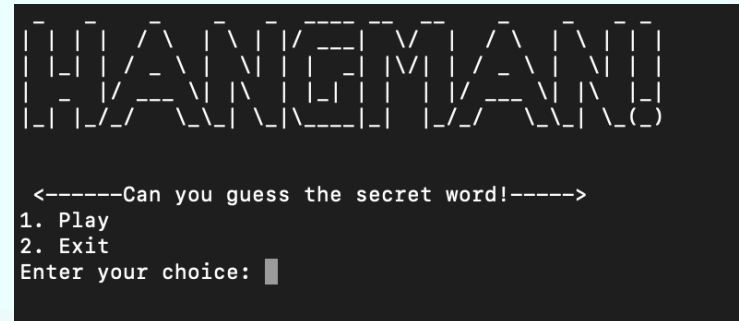 HANGMAN!
<------Can you guess the secret word!----->
1. Play
2. Exit
Enter your choice: